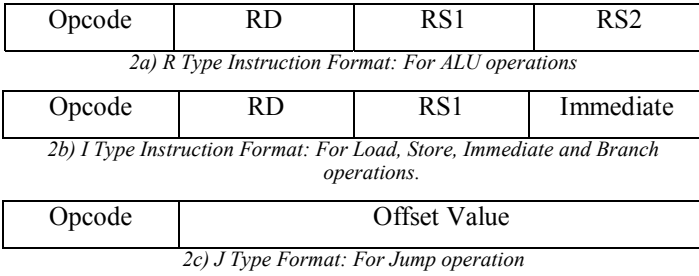 Opcode RD RS1 RS2
2a) R Type Instruction Format: For ALU operations
Opcode RD RS1 Immediate
2b) I Type Instruction Format: For Load, Store, Immediate and Branch
operations.
Opcode Offset Value
2c) J Type Format: For Jump operation